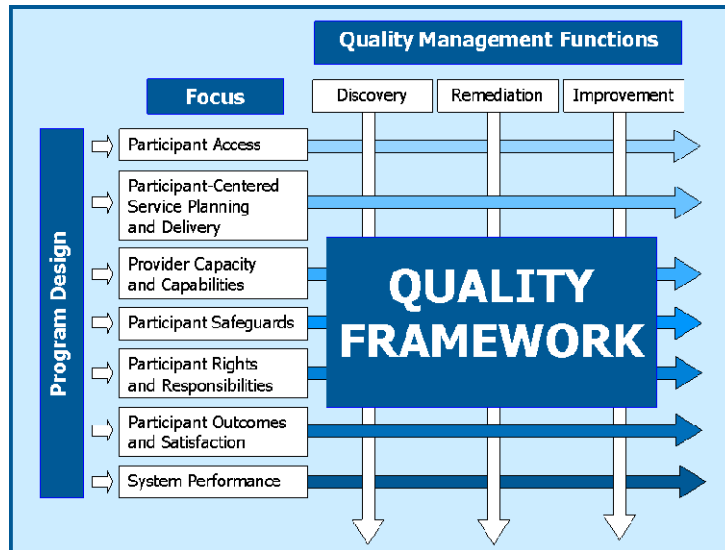 Quality Management Functions
Focus
Discovery
Remediation
Improvement
Program Design
Participant Access
Participant-Centered
Service Planning
and Delivery
Provider Capacity
and Capabilities
Participant Safeguards
Participant Rights
and Responsibilities
Participant Outcomes
and Satisfaction
System Performance
QUALITY
FRAMEWORK